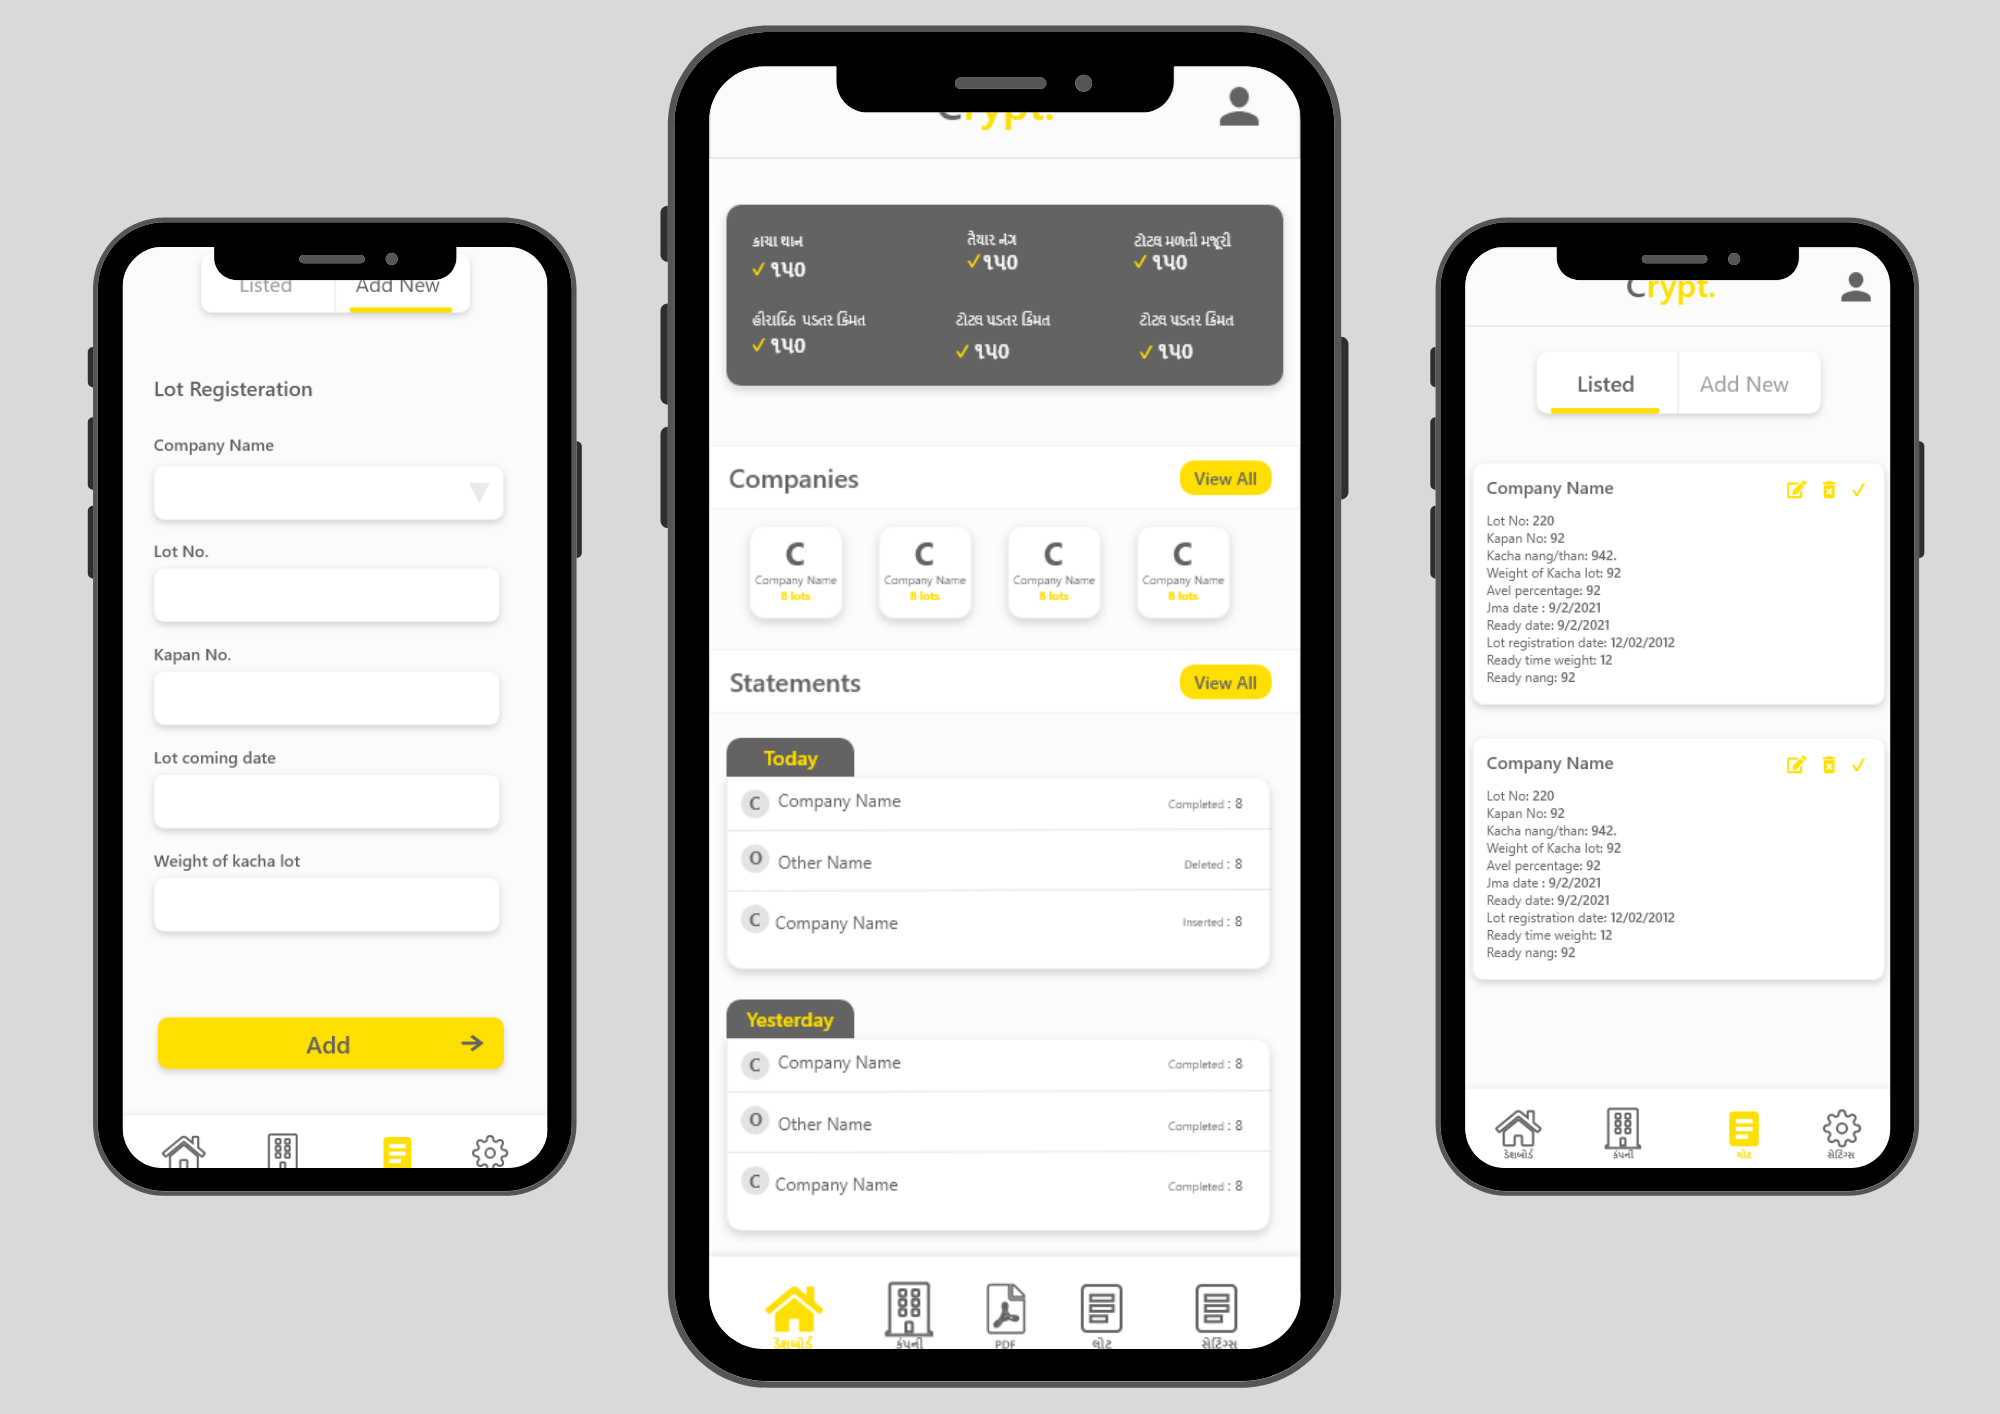 Listed Add New
Lot Registeration
Company Name
Lot No.
Kapan No.
Lot coming date
Weight of kacha lot
Add
Crypt.
કાચા થાન તૈયાર નંગ ટોટલ મળતી મજૂરી
૧૫૦ ૧૫૦ ૧૫૦
હીરાદિઠ પડતર કિંમત ટોટલ પડતર કિંમત ટોટલ પડતર કિંમત
૧૫૦ ૧૫૦ ૧૫૦
Companies View All
C C C C
Company Name Company Name Company Name Company Name
8 lots 8 lots 8 lots 8 lots
Statements View All
Today
C Company Name Completed : 8
O Other Name Deleted : 8
C Company Name Inserted : 8
Yesterday
C Company Name Completed : 8
O Other Name Completed : 8
C Company Name Completed : 8
ડેશબોર્ડ કંપની PDF લોટ સેટિંગ્સ
Crypt.
Listed Add New
Company Name
Lot No: 220
Kapan No: 92
Kacha nang/than: 942.
Weight of Kacha lot: 92
Avel percentage: 92
Jma date : 9/2/2021
Ready date: 9/2/2021
Lot registration date: 12/02/2012
Ready time weight: 12
Ready nang: 92
Company Name
Lot No: 220
Kapan No: 92
Kacha nang/than: 942.
Weight of Kacha lot: 92
Avel percentage: 92
Jma date : 9/2/2021
Ready date: 9/2/2021
Lot registration date: 12/02/2012
Ready time weight: 12
Ready nang: 92
ડેશબોર્ડ કંપની લોટ સેટિંગ્સ